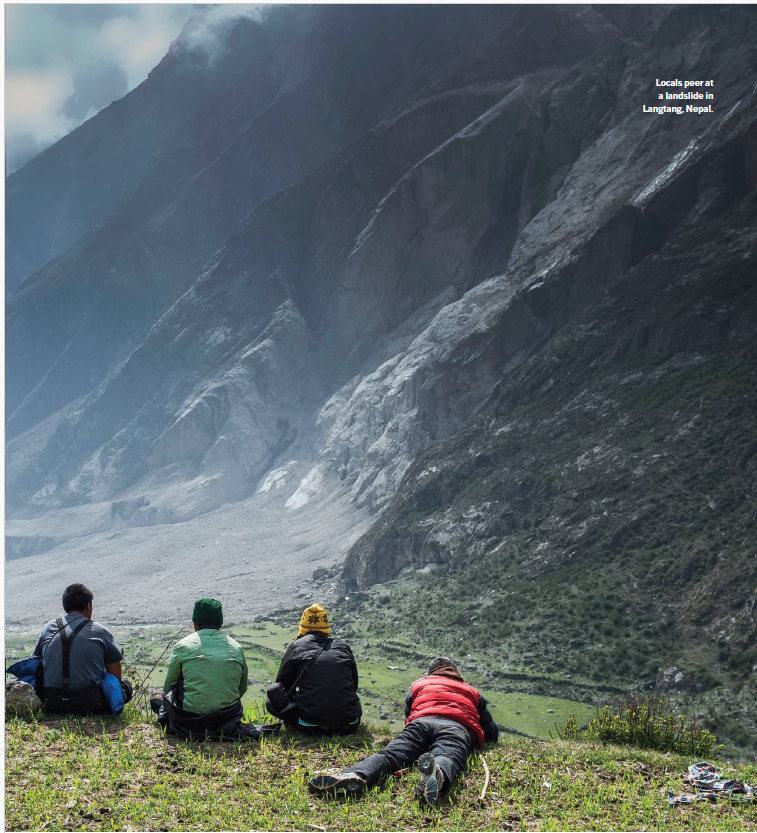 Locals peer at
a landslide in
Langtang, Nepal.